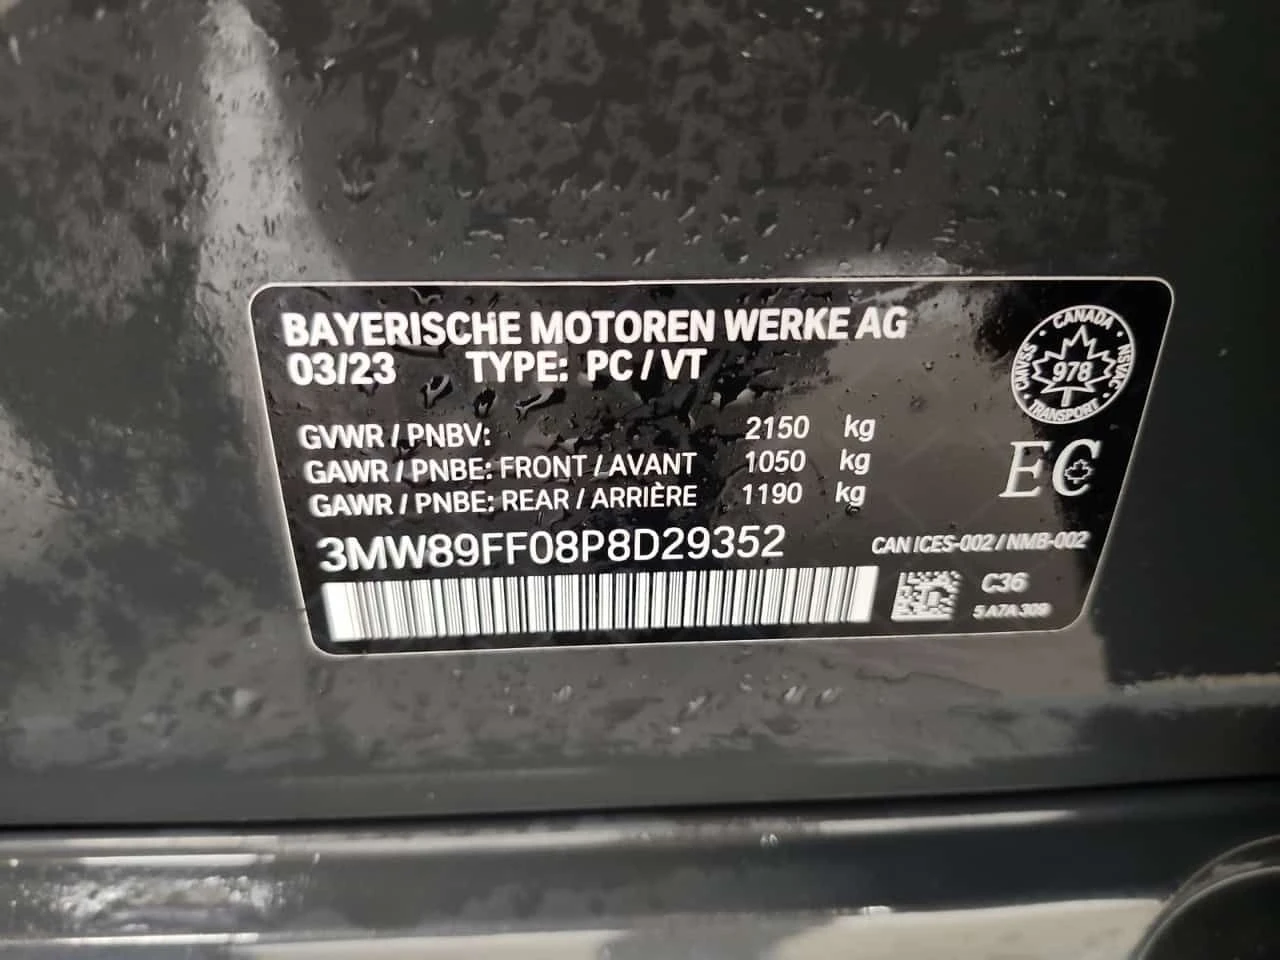 BAYERISCHE MOTOREN WERKE AG
03/23 TYPE: PC / VT
GVWR / PNBV: 2150 kg
GAWR / PNBE: FRONT / AVANT 1050 kg
GAWR / PNBE: REAR / ARRIÈRE 1190 kg
3MW89FF08P8D29352
CANADA
CMVSS 978 NSVAC
TRANSPORT
EC
CAN ICES-002 / NMB-002
C36
5 A7A 309